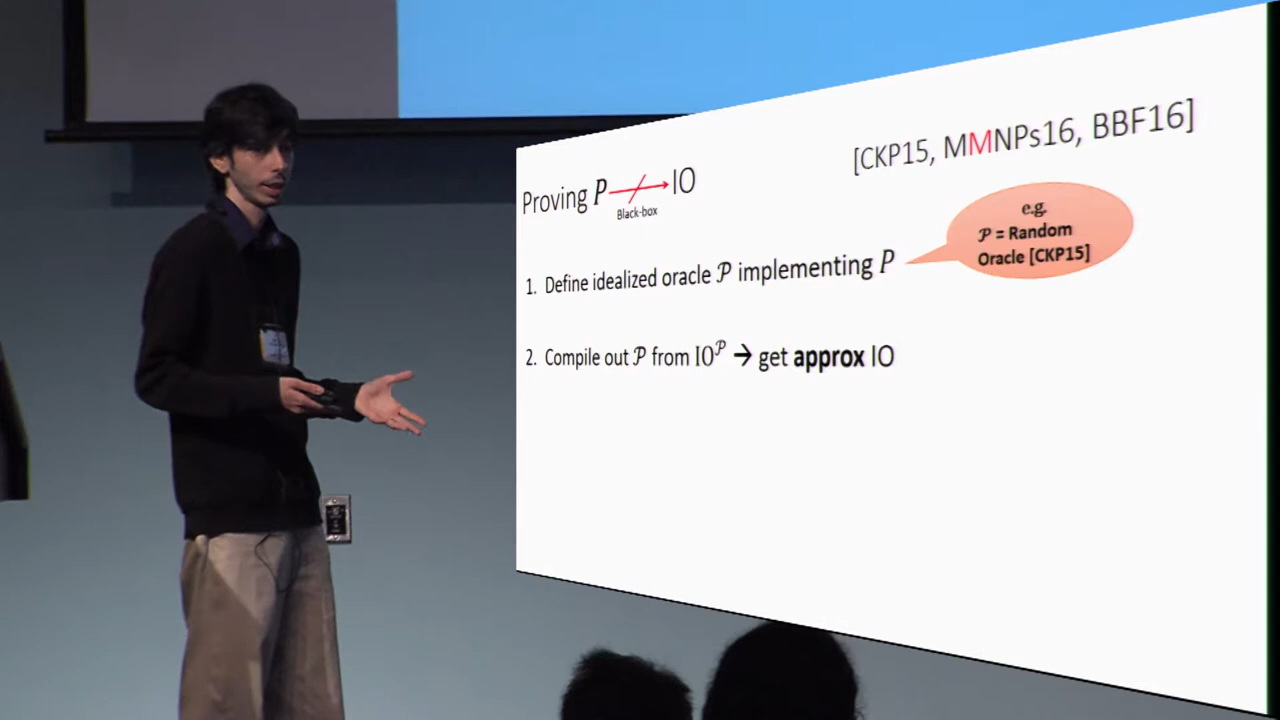 [CKP15, MMNPs16, BBF16]
Proving P IO
Black-box
e.g.
𝒫 = Random
Oracle [CKP15]
1. Define idealized oracle 𝒫 implementing P
2. Compile out 𝒫 from IO^𝒫 → get approx IO